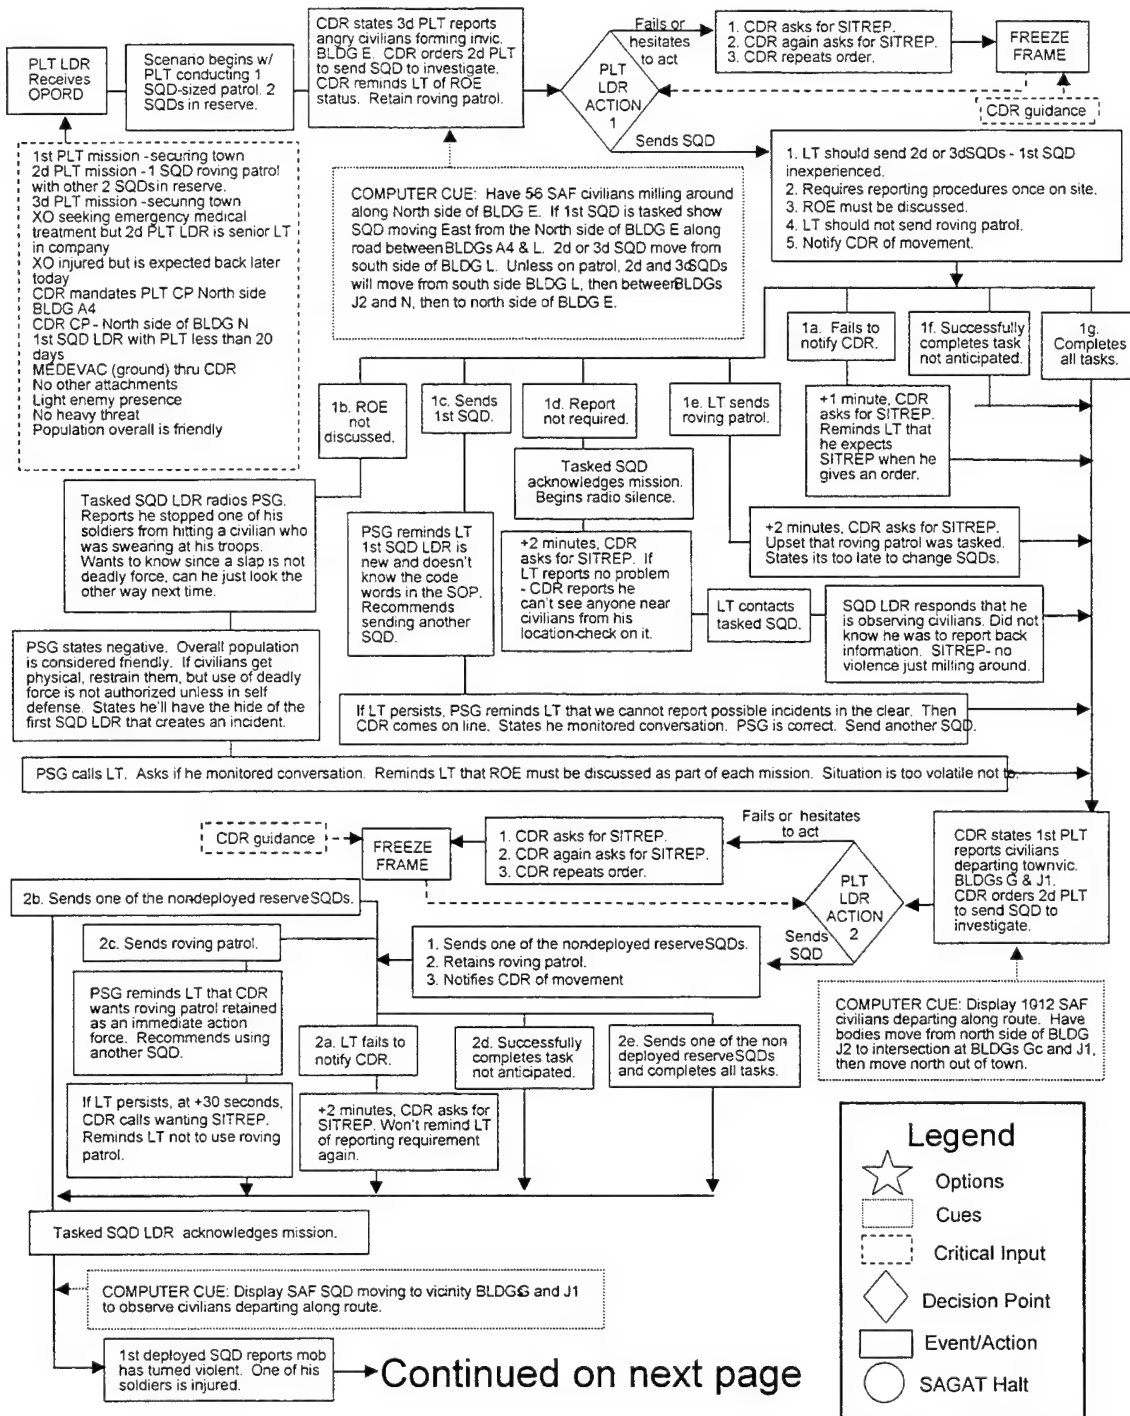 PLT LDR
Receives
OPORD
Scenario begins w/
PLT conducting 1
SQD-sized patrol. 2
SQDs in reserve.
CDR states 3d PLT reports
angry civilians forming invic.
BLDG E. CDR orders 2d PLT
to send SQD to investigate.
CDR reminds LT of ROE
status. Retain roving patrol.
PLT
LDR
ACTION
1
Fails or
hesitates
to act
1. CDR asks for SITREP.
2. CDR again asks for SITREP.
3. CDR repeats order.
FREEZE
FRAME
CDR guidance
Sends SQD
1st PLT mission -securing town
2d PLT mission -1 SQD roving patrol
with other 2 SQDs in reserve.
3d PLT mission -securing town
XO seeking emergency medical
treatment but 2d PLT LDR is senior LT
in company
XO injured but is expected back later
today
CDR mandates PLT CP North side
BLDG A4
CDR CP - North side of BLDG N
1st SQD LDR with PLT less than 20
days
MEDEVAC (ground) thru CDR
No other attachments
Light enemy presence
No heavy threat
Population overall is friendly
COMPUTER CUE: Have 56 SAF civilians milling around
along North side of BLDG E. If 1st SQD is tasked show
SQD moving East from the North side of BLDG E along
road between BLDGs A4 & L. 2d or 3d SQD move from
south side of BLDG L. Unless on patrol, 2d and 3d SQDs
will move from south side BLDG L, then between BLDGs
J2 and N, then to north side of BLDG E.
1. LT should send 2d or 3d SQDs - 1st SQD
inexperienced.
2. Requires reporting procedures once on site.
3. ROE must be discussed.
4. LT should not send roving patrol.
5. Notify CDR of movement.
1a. Fails to
notify CDR.
1f. Successfully
completes task
not anticipated.
1g.
Completes
all tasks.
1b. ROE
not
discussed.
1c. Sends
1st SQD.
1d. Report
not required.
1e. LT sends
roving patrol.
+1 minute, CDR
asks for SITREP.
Reminds LT that
he expects
SITREP when he
gives an order.
Tasked SQD
acknowledges mission.
Begins radio silence.
Tasked SQD LDR radios PSG.
Reports he stopped one of his
soldiers from hitting a civilian who
was swearing at his troops.
Wants to know since a slap is not
deadly force, can he just look the
other way next time.
PSG reminds LT
1st SQD LDR is
new and doesn't
know the code
words in the SOP.
Recommends
sending another
SQD.
+2 minutes, CDR
asks for SITREP. If
LT reports no problem
- CDR reports he
can't see anyone near
civilians from his
location-check on it.
+2 minutes, CDR asks for SITREP.
Upset that roving patrol was tasked.
States its too late to change SQDs.
LT contacts
tasked SQD.
SQD LDR responds that he
is observing civilians. Did not
know he was to report back
information. SITREP- no
violence just milling around.
PSG states negative. Overall population
is considered friendly. If civilians get
physical, restrain them, but use of deadly
force is not authorized unless in self
defense. States he'll have the hide of the
first SQD LDR that creates an incident.
If LT persists, PSG reminds LT that we cannot report possible incidents in the clear. Then
CDR comes on line. States he monitored conversation. PSG is correct. Send another SQD.
PSG calls LT. Asks if he monitored conversation. Reminds LT that ROE must be discussed as part of each mission. Situation is too volatile not to.
CDR guidance
FREEZE
FRAME
1. CDR asks for SITREP.
2. CDR again asks for SITREP.
3. CDR repeats order.
Fails or hesitates
to act
PLT
LDR
ACTION
2
CDR states 1st PLT
reports civilians
departing townvic.
BLDGs G & J1.
CDR orders 2d PLT
to send SQD to
investigate.
2b. Sends one of the nondeployed reserve SQDs.
2c. Sends roving patrol.
1. Sends one of the nondeployed reserve SQDs.
2. Retains roving patrol.
3. Notifies CDR of movement
Sends
SQD
PSG reminds LT that CDR
wants roving patrol retained
as an immediate action
force. Recommends using
another SQD.
2a. LT fails to
notify CDR.
2d. Successfully
completes task
not anticipated.
2e. Sends one of the non
deployed reserve SQDs
and completes all tasks.
COMPUTER CUE: Display 1012 SAF
civilians departing along route. Have
bodies move from north side of BLDG
J2 to intersection at BLDGs Gc and J1,
then move north out of town.
If LT persists, at +30 seconds,
CDR calls wanting SITREP.
Reminds LT not to use roving
patrol.
+2 minutes, CDR asks for
SITREP. Won't remind LT
of reporting requirement
again.
Tasked SQD LDR acknowledges mission.
COMPUTER CUE: Display SAF SQD moving to vicinity BLDGsG and J1
to observe civilians departing along route.
1st deployed SQD reports mob
has turned violent. One of his
soldiers is injured.
Continued on next page
Legend
Options
Cues
Critical Input
Decision Point
Event/Action
SAGAT Halt